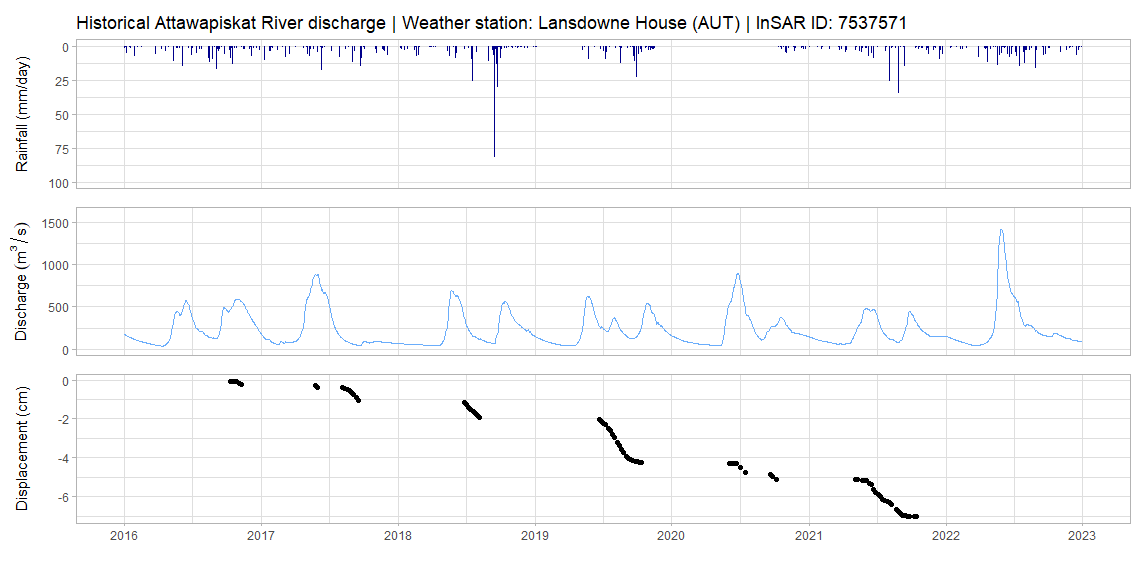 Historical Attawapiskat River discharge | Weather station: Lansdowne House (AUT) | InSAR ID: 7537571
Rainfall (mm/day)
0
25
50
75
100
Discharge (m³ / s)
1500
1000
500
0
Displacement (cm)
0
-2
-4
-6
2016 2017 2018 2019 2020 2021 2022 2023